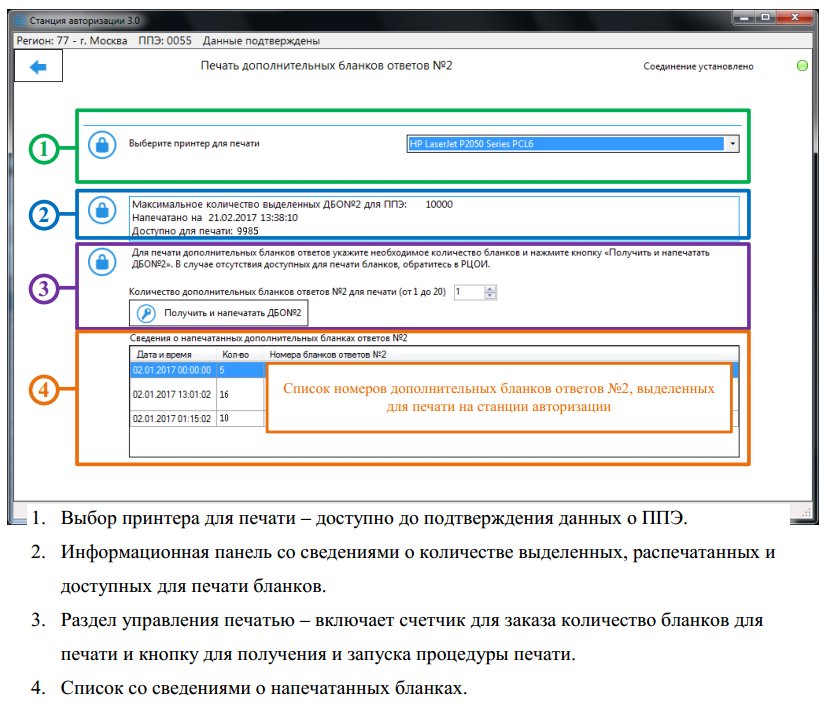 Станция авторизации 3.0
Регион: 77 - г. Москва ППЭ: 0055 Данные подтверждены
Печать дополнительных бланков ответов №2
Соединение установлено
1
Выберите принтер для печати
HP LaserJet P2050 Series PCL6
2
Максимальное количество выделенных ДБО№2 для ППЭ: 10000
Напечатано на 21.02.2017 13:38:10
Доступно для печати: 9985
3
Для печати дополнительных бланков ответов укажите необходимое количество бланков и нажмите кнопку «Получить и напечатать
ДБО№2». В случае отсутствия доступных для печати бланков, обратитесь в РЦОИ.
Количество дополнительных бланков ответов №2 для печати (от 1 до 20) 1
Получить и напечатать ДБО№2
4
Сведения о напечатанных дополнительных бланках ответов №2
Дата и время Кол-во Номера бланков ответов №2
02.01.2017 00:00:00 5
02.01.2017 13:01:02 16
02.01.2017 01:15:02 10
Список номеров дополнительных бланков ответов №2, выделенных
для печати на станции авторизации
1. Выбор принтера для печати – доступно до подтверждения данных о ППЭ.
2. Информационная панель со сведениями о количестве выделенных, распечатанных и
доступных для печати бланков.
3. Раздел управления печатью – включает счетчик для заказа количество бланков для
печати и кнопку для получения и запуска процедуры печати.
4. Список со сведениями о напечатанных бланках.